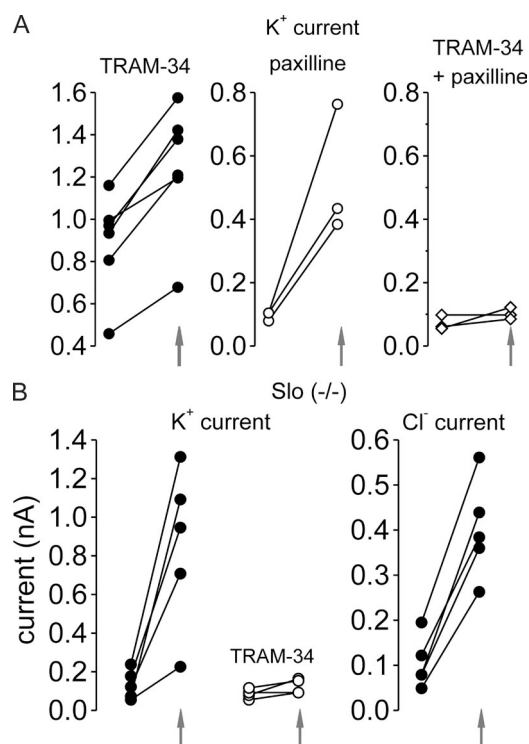 A
K⁺ current
TRAM-34
paxilline
TRAM-34
+ paxilline
1.6
1.4
1.2
1.0
0.8
0.6
0.4
0.8
0.6
0.4
0.2
0.0
0.8
0.6
0.4
0.2
0.0
B
Slo (-/-)
K⁺ current
Cl⁻ current
current (nA)
1.4
1.2
1.0
0.8
0.6
0.4
0.2
0.0
TRAM-34
0.6
0.5
0.4
0.3
0.2
0.1
0.0